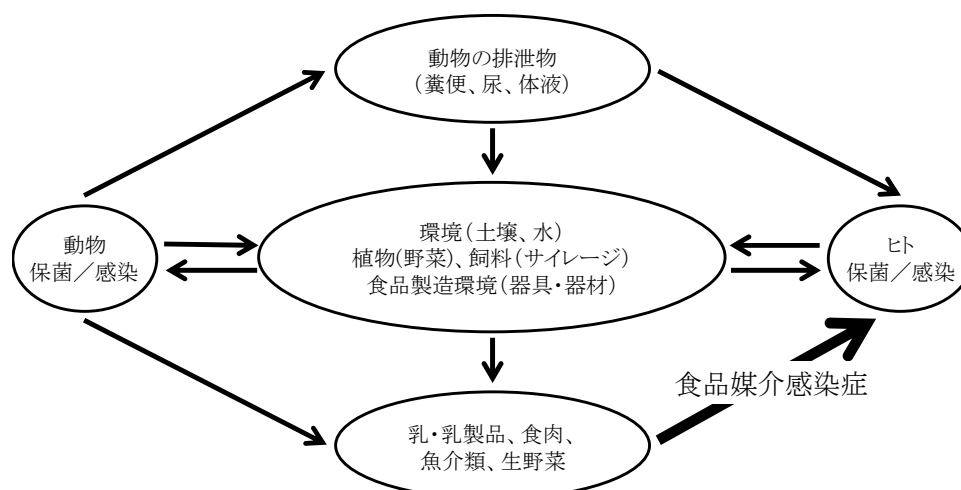 動物の排泄物
(糞便、尿、体液)
動物
保菌／感染
環境(土壌、水)
植物(野菜)、飼料(サイレージ)
食品製造環境(器具・器材)
ヒト
保菌／感染
食品媒介感染症
乳・乳製品、食肉、
魚介類、生野菜